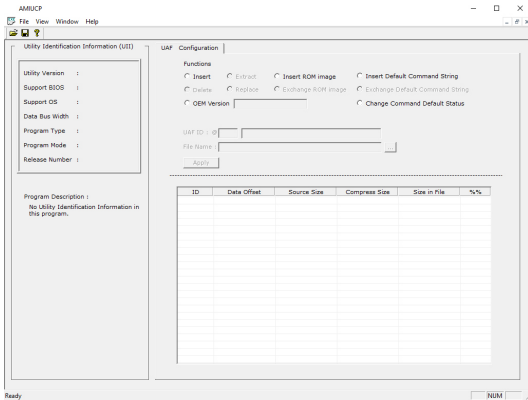 AMIUCP
File View Window Help
Utility Identification Information (UII)
Utility Version :
Support BIOS :
Support OS :
Data Bus Width :
Program Type :
Program Mode :
Release Number :
Program Description :
No Utility Identification Information in
this program.
UAF Configuration
Functions
Insert Extract Insert ROM image Insert Default Command String
Delete Replace Exchange ROM image Exchange Default Command String
OEM Version Change Command Default Status
UAF ID : @
File Name :
...
Apply
ID Data Offset Source Size Compress Size Size in File %%
Ready NUM